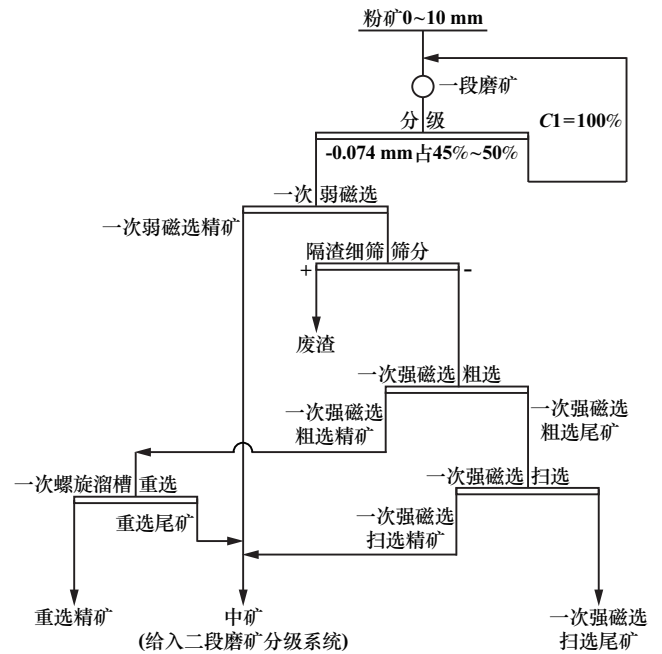 粉矿0~10 mm
一段磨矿
分 级
C1=100%
-0.074 mm占45%~50%
一次 弱磁选
一次弱磁选精矿
隔渣细筛 筛分
+
-
废渣
一次强磁选 粗选
一次强磁选
粗选精矿
一次强磁选
粗选尾矿
一次螺旋溜槽 重选
一次强磁选 扫选
重选尾矿
一次强磁选
扫选精矿
重选精矿
中矿
(给入二段磨矿分级系统)
一次强磁选
扫选尾矿